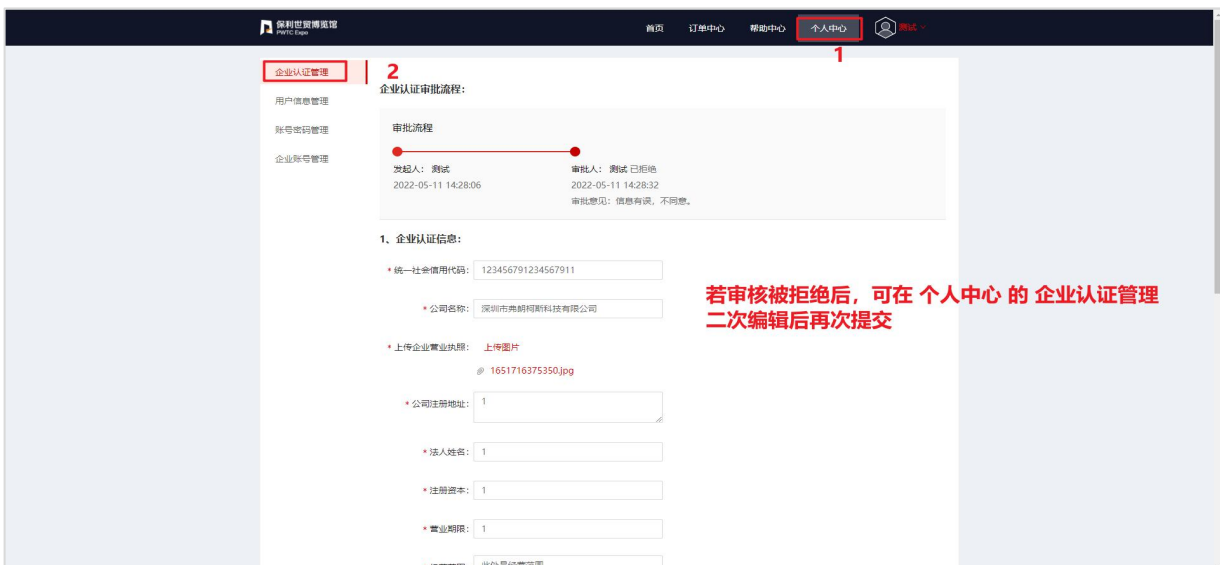 保利世贸博览馆
PWTC Expo
首页 订单中心 帮助中心 个人中心 测试
1
企业认证管理
2
用户信息管理
账号密码管理
企业账号管理
企业认证审批流程：
审批流程
发起人： 测试
2022-05-11 14:28:06
审批人： 测试 已拒绝
2022-05-11 14:28:32
审批意见：信息有误，不同意。
1、企业认证信息：
* 统一社会信用代码： 123456791234567911
* 公司名称： 深圳市弗朗柯斯科技有限公司
* 上传企业营业执照： 上传图片
1651716375350.jpg
* 公司注册地址： 1
* 法人姓名： 1
* 注册资本： 1
* 营业期限： 1
若审核被拒绝后，可在 个人中心 的 企业认证管理
二次编辑后再次提交